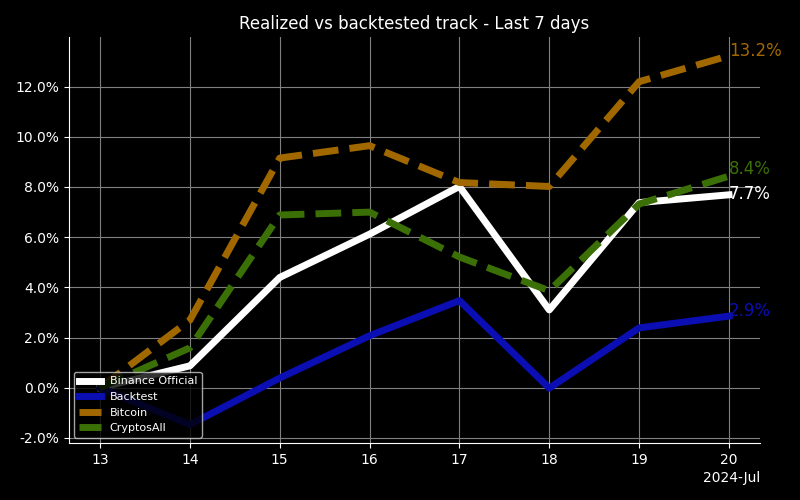 Realized vs backtested track - Last 7 days
13.2%
12.0%
10.0%
8.4%
8.0%
7.7%
6.0%
4.0%
2.9%
2.0%
0.0%
-2.0%
Binance Official
Backtest
Bitcoin
CryptosAll
13 14 15 16 17 18 19 20
2024-Jul